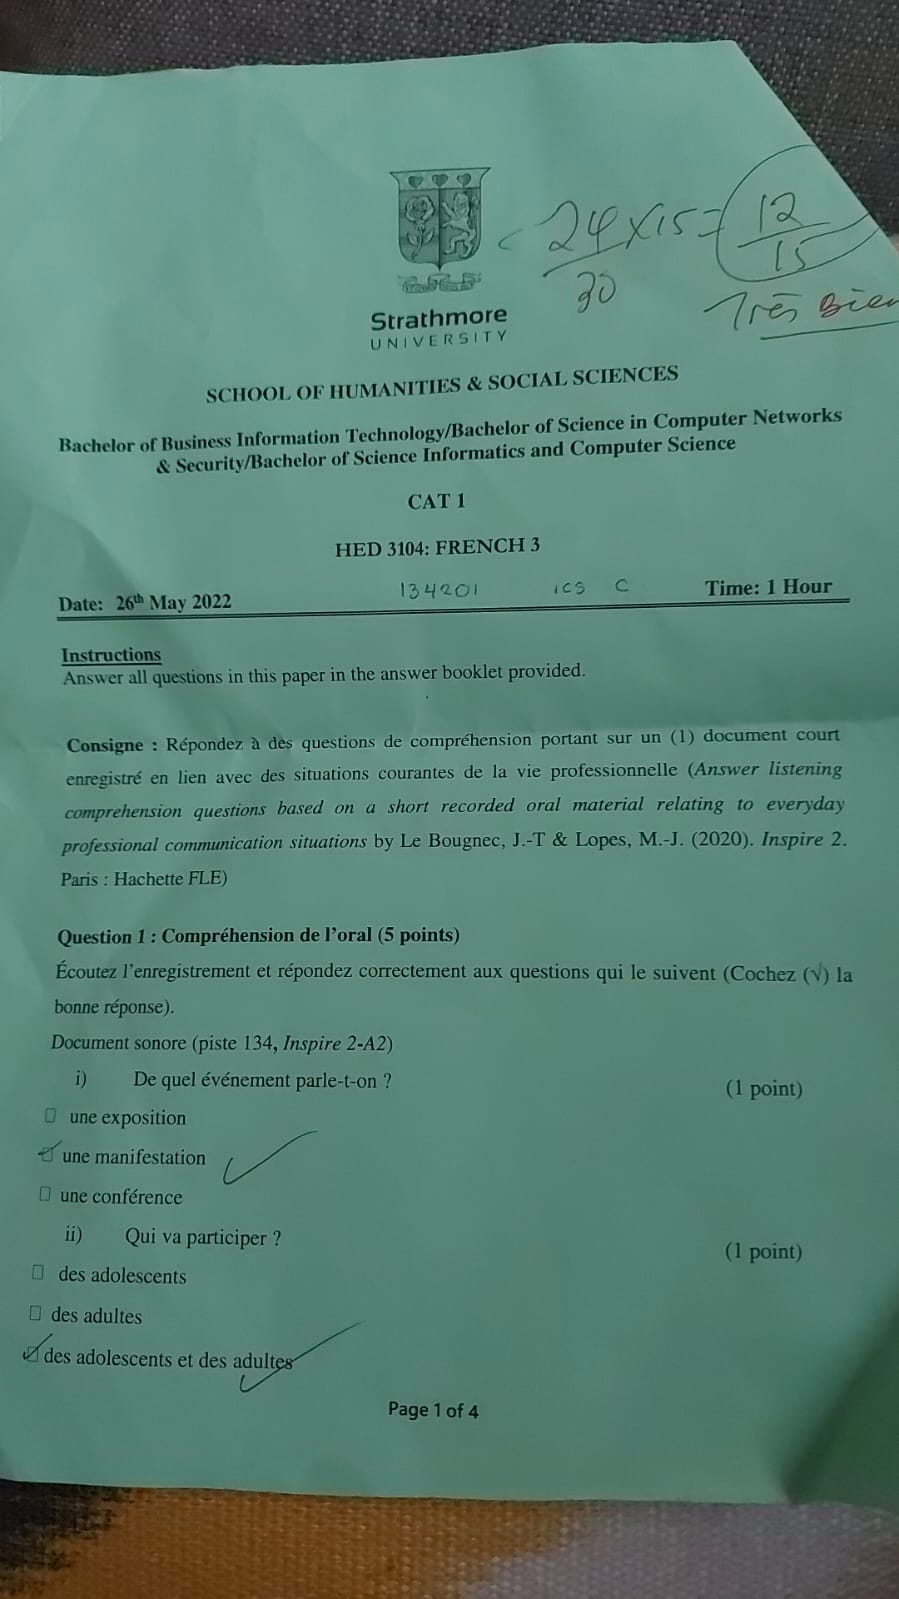 24 x 15 = 12
30 15
Très Bien
Strathmore
UNIVERSITY
SCHOOL OF HUMANITIES & SOCIAL SCIENCES
Bachelor of Business Information Technology/Bachelor of Science in Computer Networks
& Security/Bachelor of Science Informatics and Computer Science
CAT 1
HED 3104: FRENCH 3
Date: 26th May 2022 134201 ICS C Time: 1 Hour
Instructions
Answer all questions in this paper in the answer booklet provided.
Consigne : Répondez à des questions de compréhension portant sur un (1) document court
enregistré en lien avec des situations courantes de la vie professionnelle (Answer listening
comprehension questions based on a short recorded oral material relating to everyday
professional communication situations by Le Bougnec, J.-T & Lopes, M.-J. (2020). Inspire 2.
Paris : Hachette FLE)
Question 1 : Compréhension de l'oral (5 points)
Écoutez l'enregistrement et répondez correctement aux questions qui le suivent (Cochez (√) la
bonne réponse).
Document sonore (piste 134, Inspire 2-A2)
i) De quel événement parle-t-on ? (1 point)
une exposition
une manifestation
une conférence
ii) Qui va participer ? (1 point)
des adolescents
des adultes
des adolescents et des adultes
Page 1 of 4